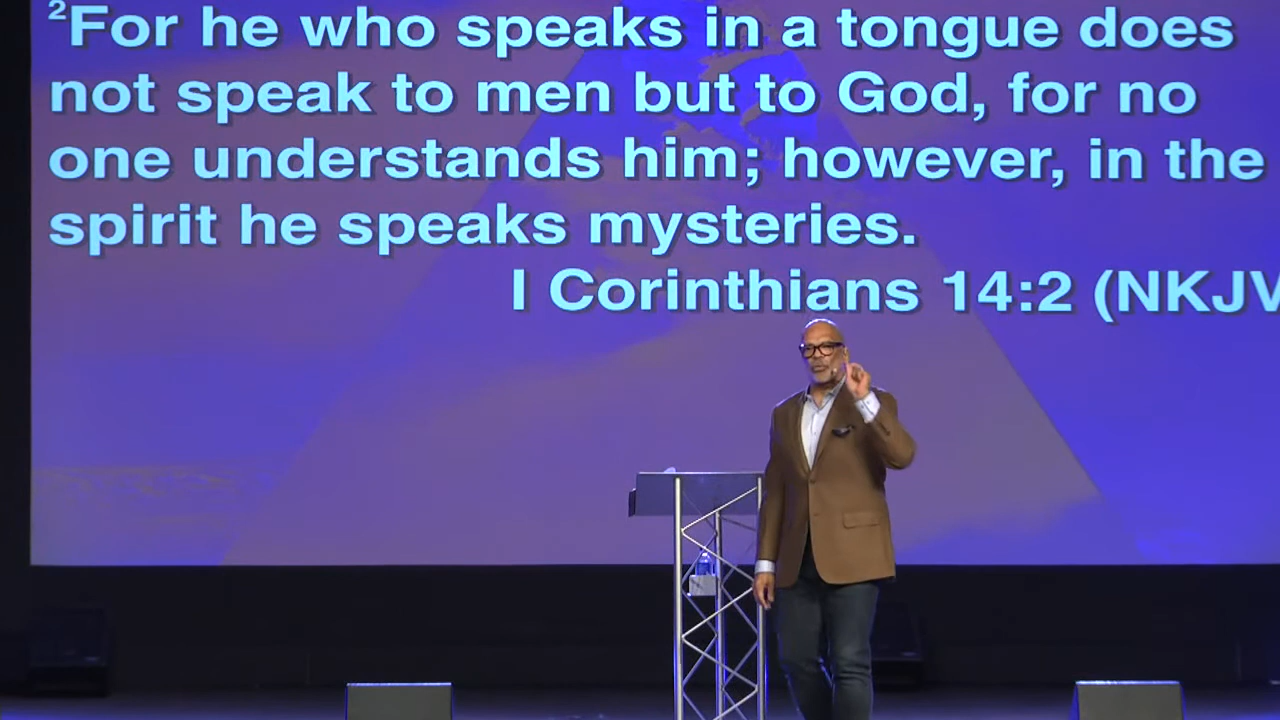 ²For he who speaks in a tongue does
not speak to men but to God, for no
one understands him; however, in the
spirit he speaks mysteries.
I Corinthians 14:2 (NKJV